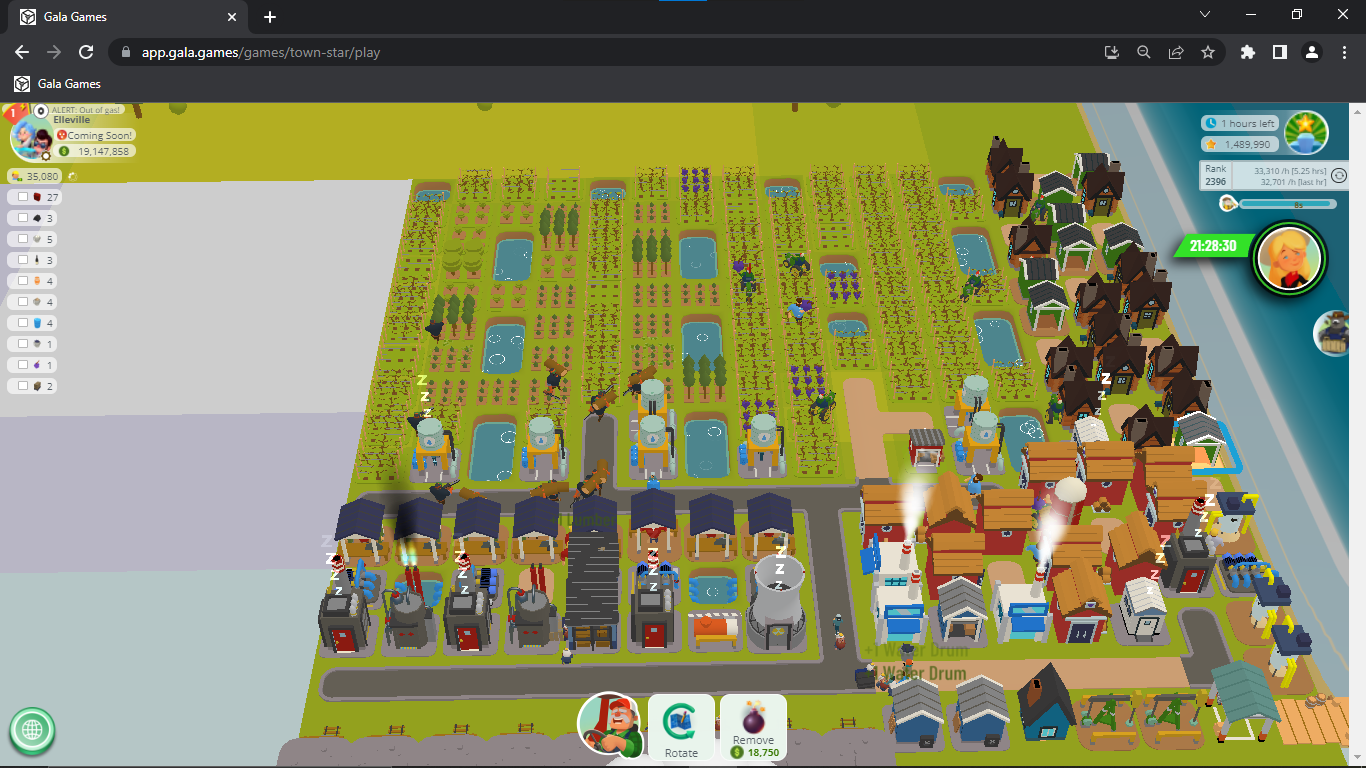 Gala Games
app.gala.games/games/town-star/play
Gala Games
1
ALERT: Out of gas!
Elleville
Coming Soon!
19,147,858
35,080
27
3
5
3
4
4
4
1
1
2
1 hours left
1,489,990
Rank
2396
33,310 /h [5.25 hrs]
32,701 /h [last hr]
8s
21:28:30
Z
Z
Z
+1 Lumber
+1 Water Drum
Water Drum
Rotate
Remove
18,750